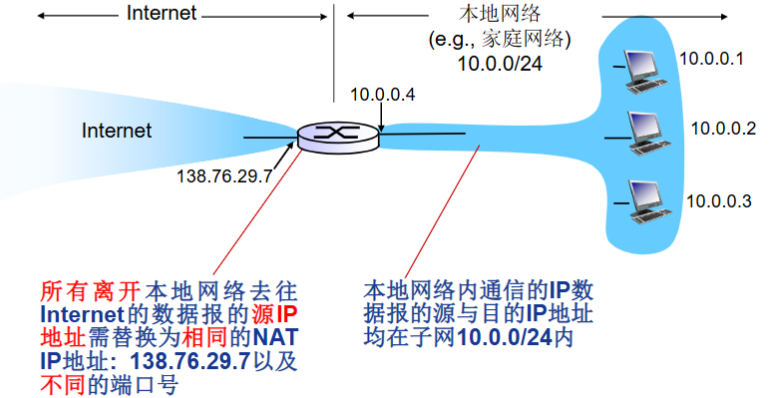 Internet
本地网络
(e.g., 家庭网络)
10.0.0/24
10.0.0.1
10.0.0.4
Internet
10.0.0.2
138.76.29.7
10.0.0.3
所有离开本地网络去往
Internet的数据报的源IP
地址需替换为相同的NAT
IP地址: 138.76.29.7以及
不同的端口号
本地网络内通信的IP数
据报的源与目的IP地址
均在子网10.0.0/24内